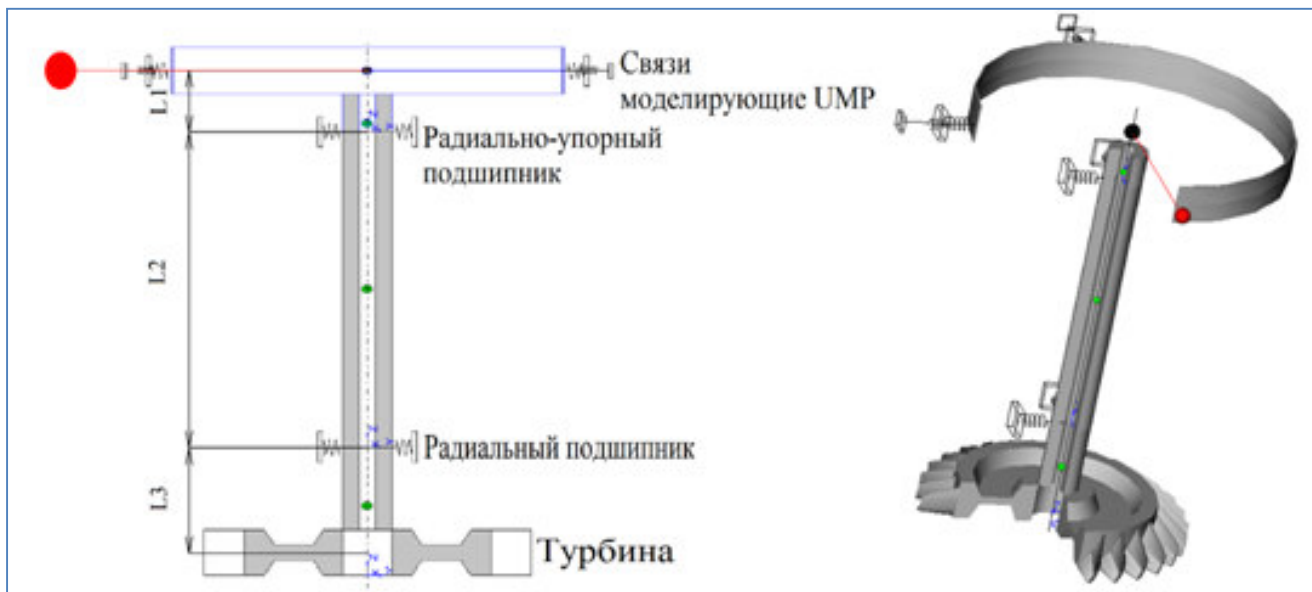 Связи
моделирующие UMP
L1
Радиально-упорный
подшипник
L2
Радиальный подшипник
L3
Турбина